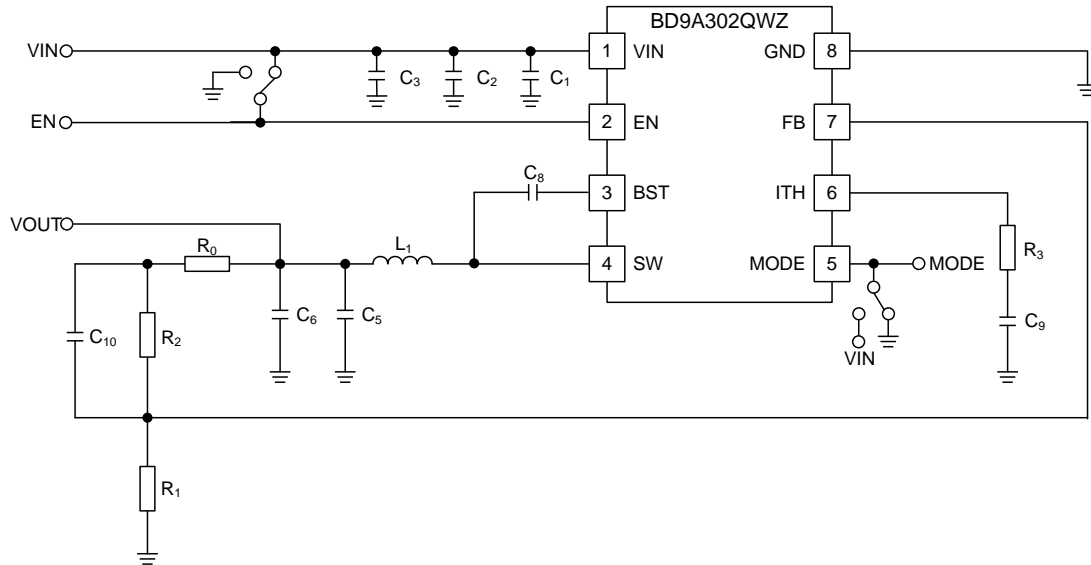 BD9A302QWZ
VIN
1
VIN
GND
8
C₃
C₂
C₁
EN
2
EN
FB
7
C₈
3
BST
ITH
6
VOUT
R₀
L₁
4
SW
MODE
5
MODE
R₃
C₁₀
R₂
C₆
C₅
C₉
VIN
R₁